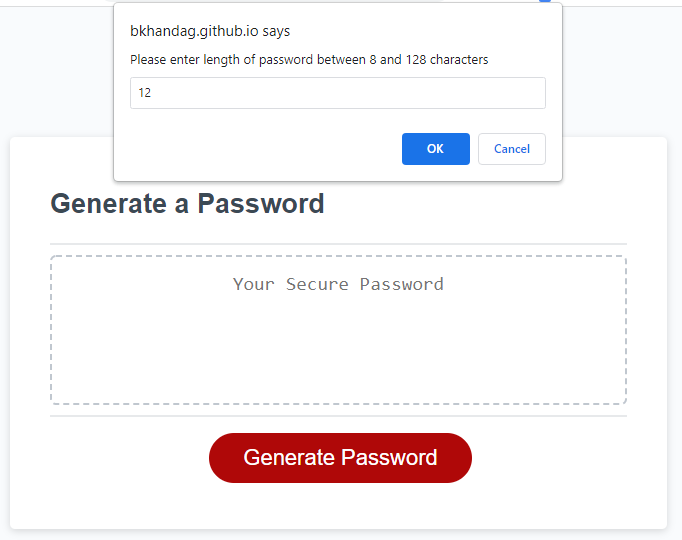 bkhandag.github.io says
Please enter length of password between 8 and 128 characters
12
OK
Cancel
Generate a Password
Your Secure Password
Generate Password